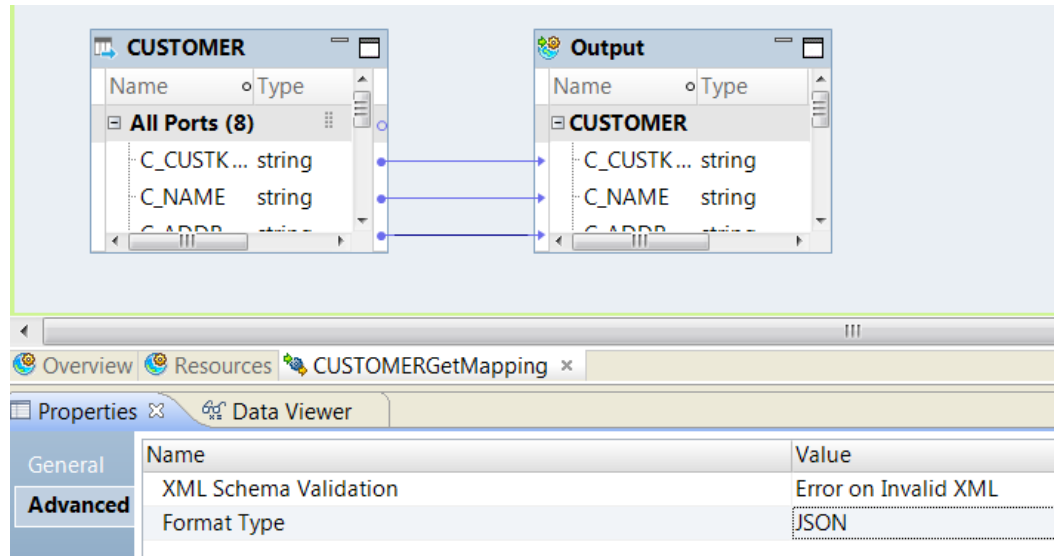 CUSTOMER
Output
Name Type
Name Type
All Ports (8)
CUSTOMER
C_CUSTK... string
C_CUSTK... string
C_NAME string
C_NAME string
Overview Resources CUSTOMERGetMapping
Properties Data Viewer
General
Advanced
Name Value
XML Schema Validation Error on Invalid XML
Format Type JSON